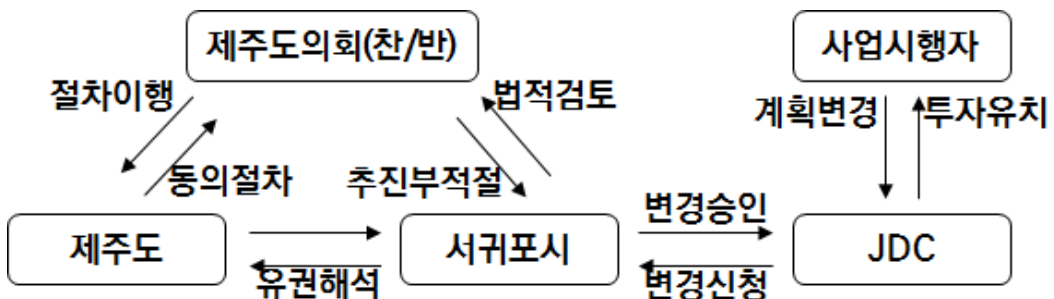 제주도의회(찬/반)
사업시행자
절차이행
법적검토
계획변경
투자유치
동의절차
추진부적절
변경승인
제주도
서귀포시
JDC
유권해석
변경신청